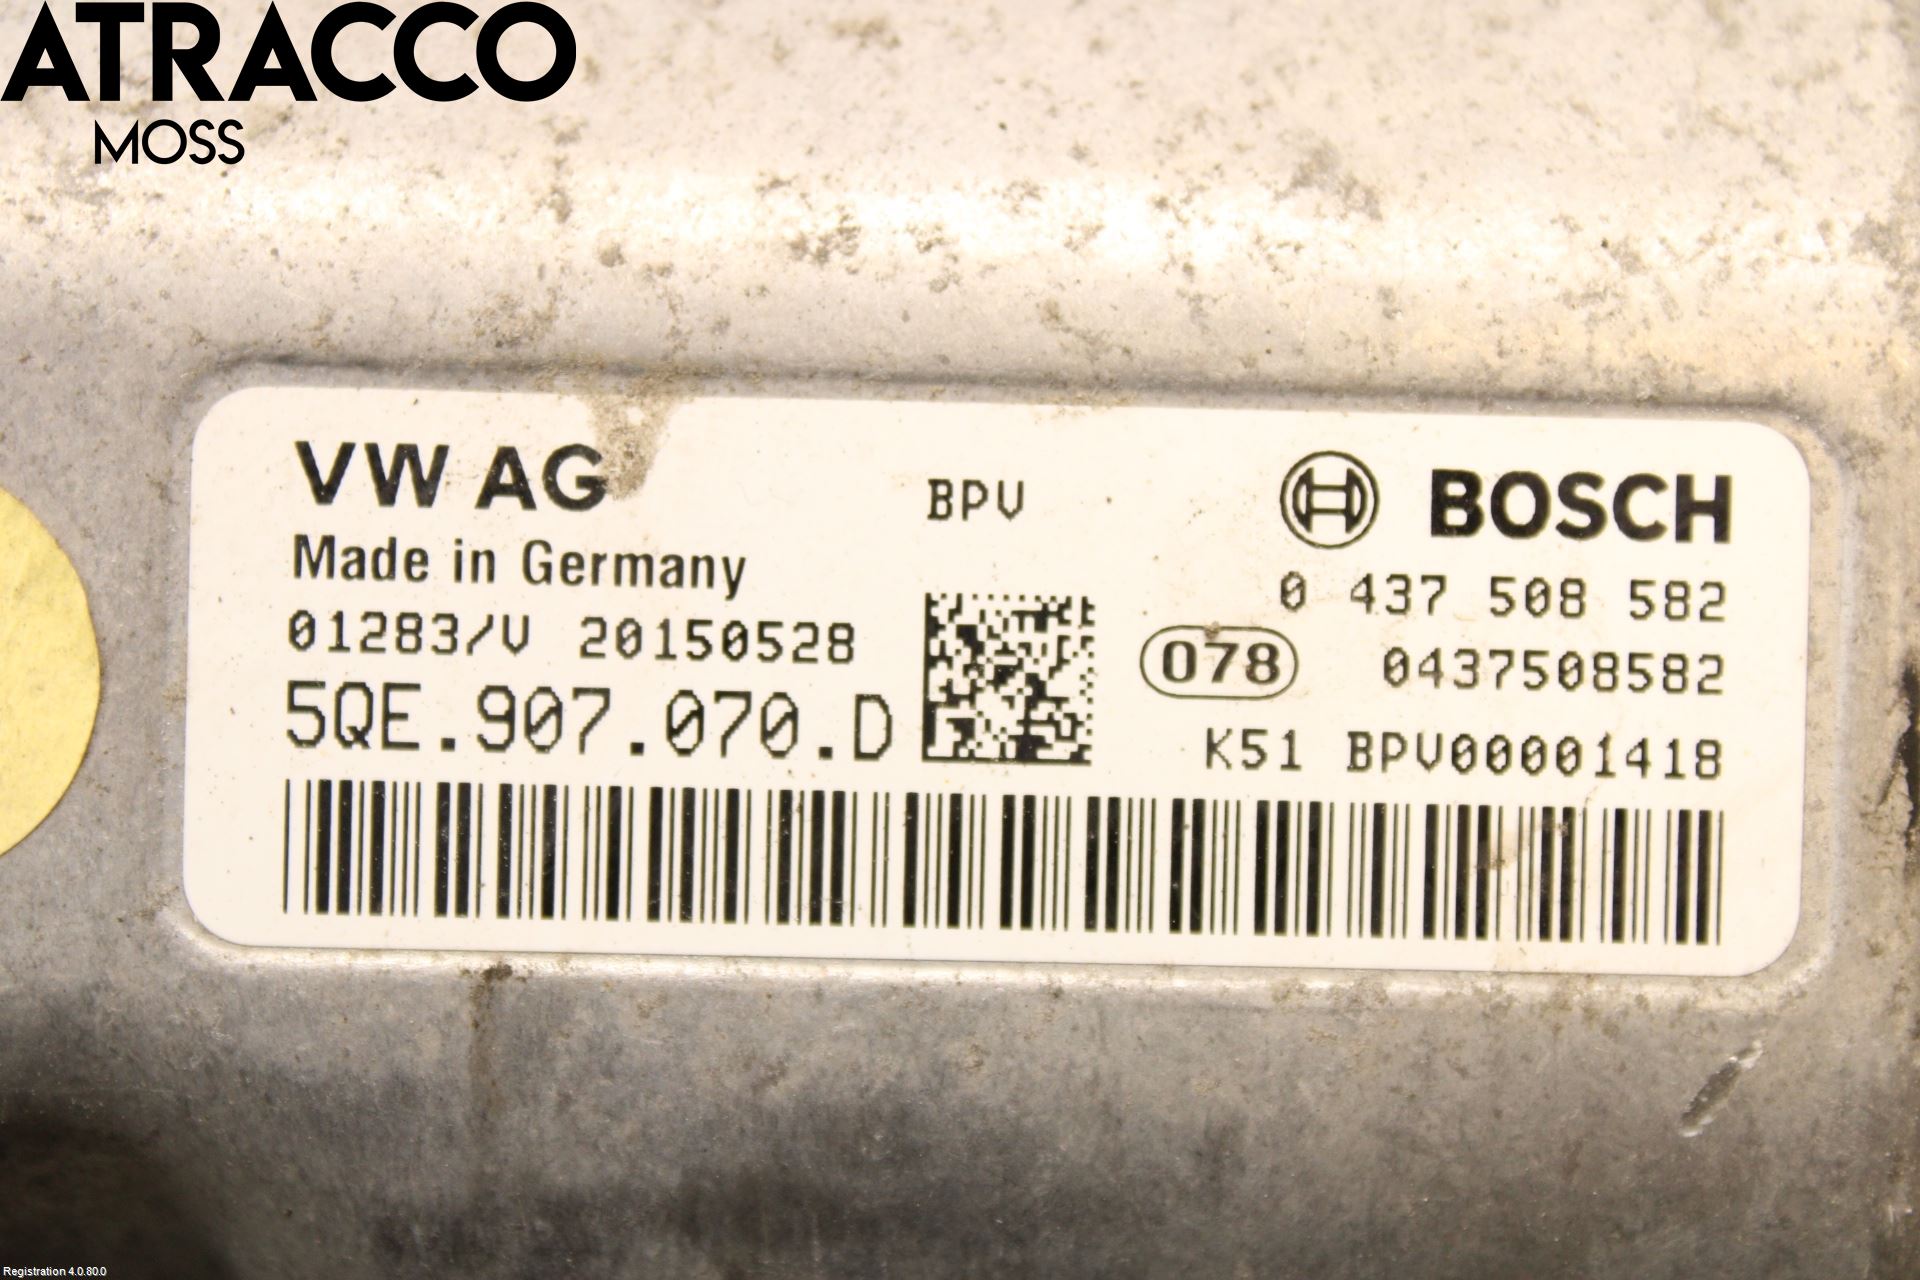 ATRACCO
MOSS
VW AG
BPV
BOSCH
Made in Germany
0 437 508 582
01283/V 20150528
078
0437508582
5QE.907.070.D
K51 BPV00001418
Registration 4.0.80.0